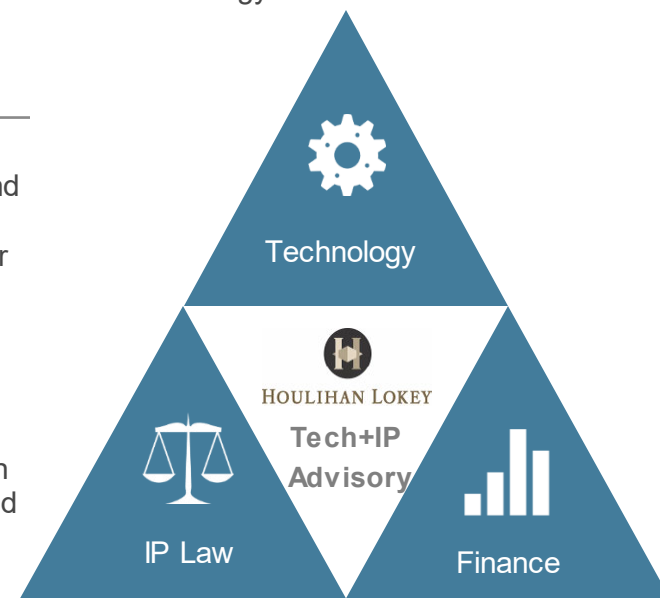 Technology
HOULIHAN LOKEY
Tech+IP
Advisory
IP Law
Finance